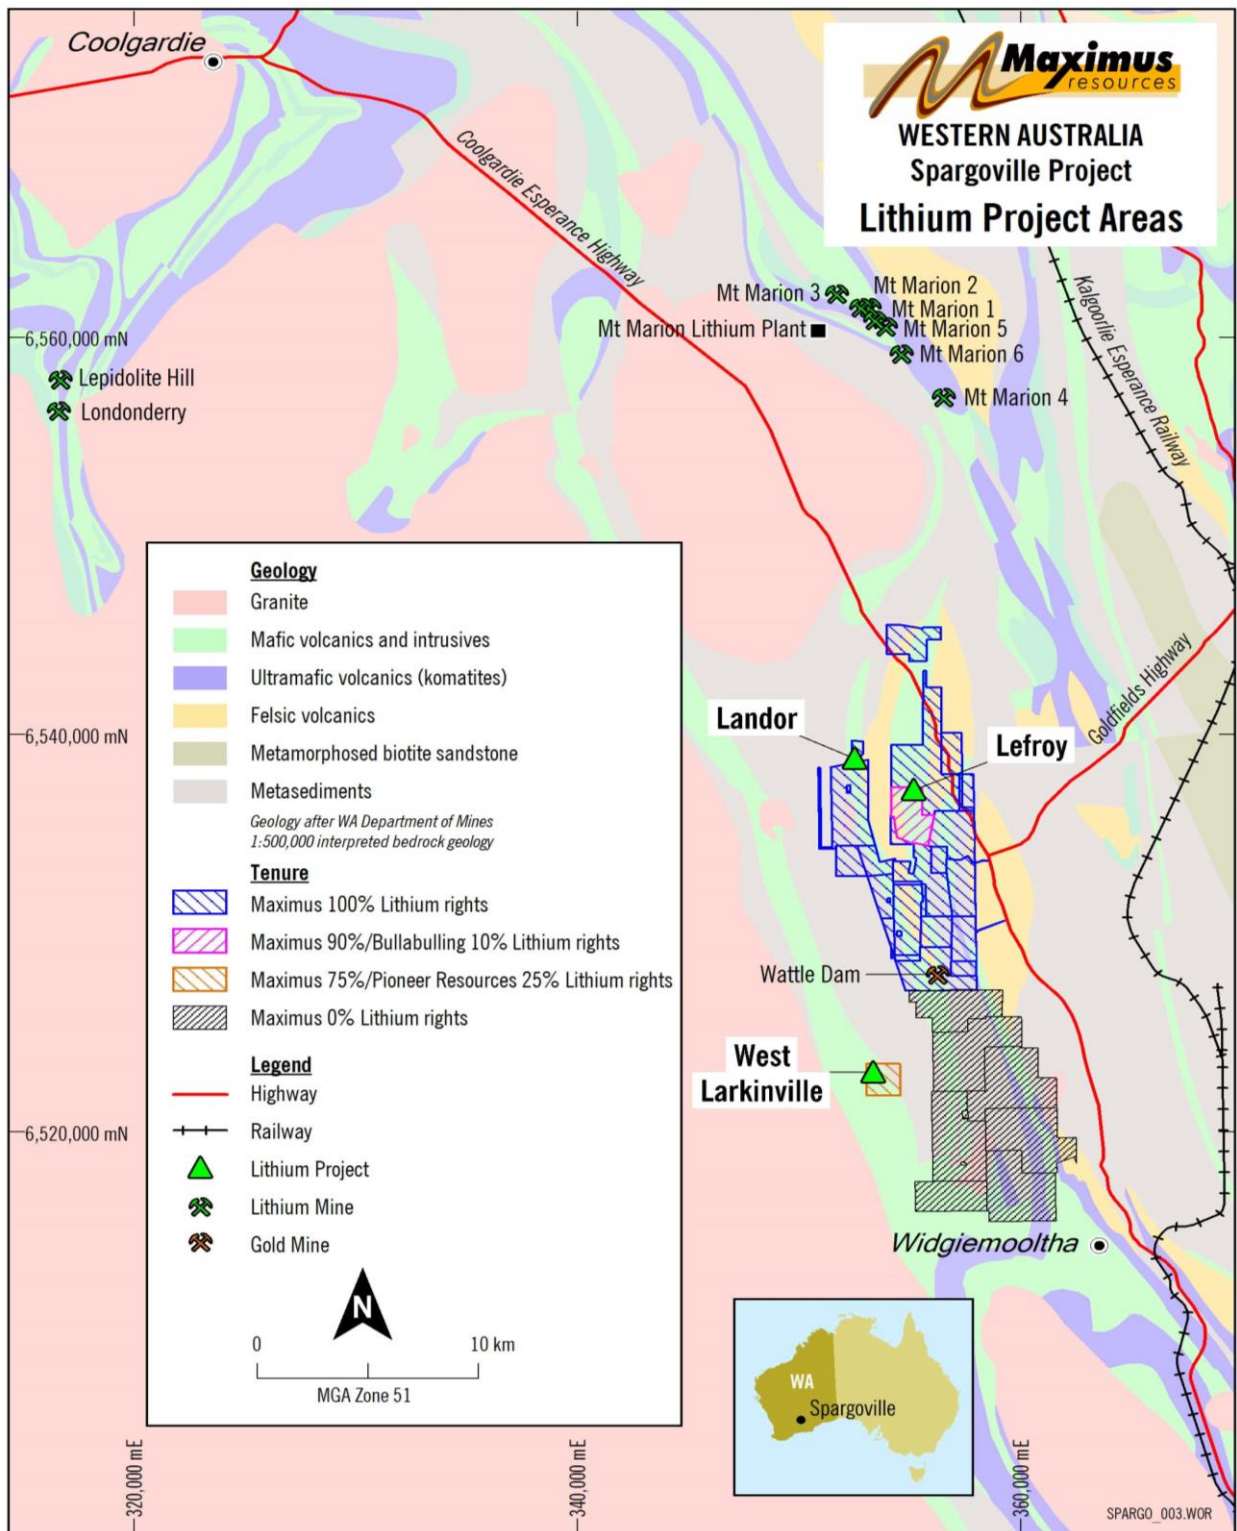 Coolgardie
Maximus
resources
WESTERN AUSTRALIA
Spargoville Project
Lithium Project Areas
Coolgardie Esperance Highway
Kalgoorlie Esperance Railway
Mt Marion 3
Mt Marion 2
Mt Marion 1
Mt Marion Lithium Plant
Mt Marion 5
Mt Marion 6
Mt Marion 4
6,560,000 mN
Lepidolite Hill
Londonderry
Goldfields Highway
Landor
Lefroy
6,540,000 mN
Wattle Dam
West
Larkinville
6,520,000 mN
Widgiemooltha
Geology
Granite
Mafic volcanics and intrusives
Ultramafic volcanics (komatites)
Felsic volcanics
Metamorphosed biotite sandstone
Metasediments
Geology after WA Department of Mines
1:500,000 interpreted bedrock geology
Tenure
Maximus 100% Lithium rights
Maximus 90%/Bullabulling 10% Lithium rights
Maximus 75%/Pioneer Resources 25% Lithium rights
Maximus 0% Lithium rights
Legend
Highway
Railway
Lithium Project
Lithium Mine
Gold Mine
N
0 10 km
MGA Zone 51
WA
Spargoville
320,000 mE
340,000 mE
360,000 mE
SPARGO_003.WOR